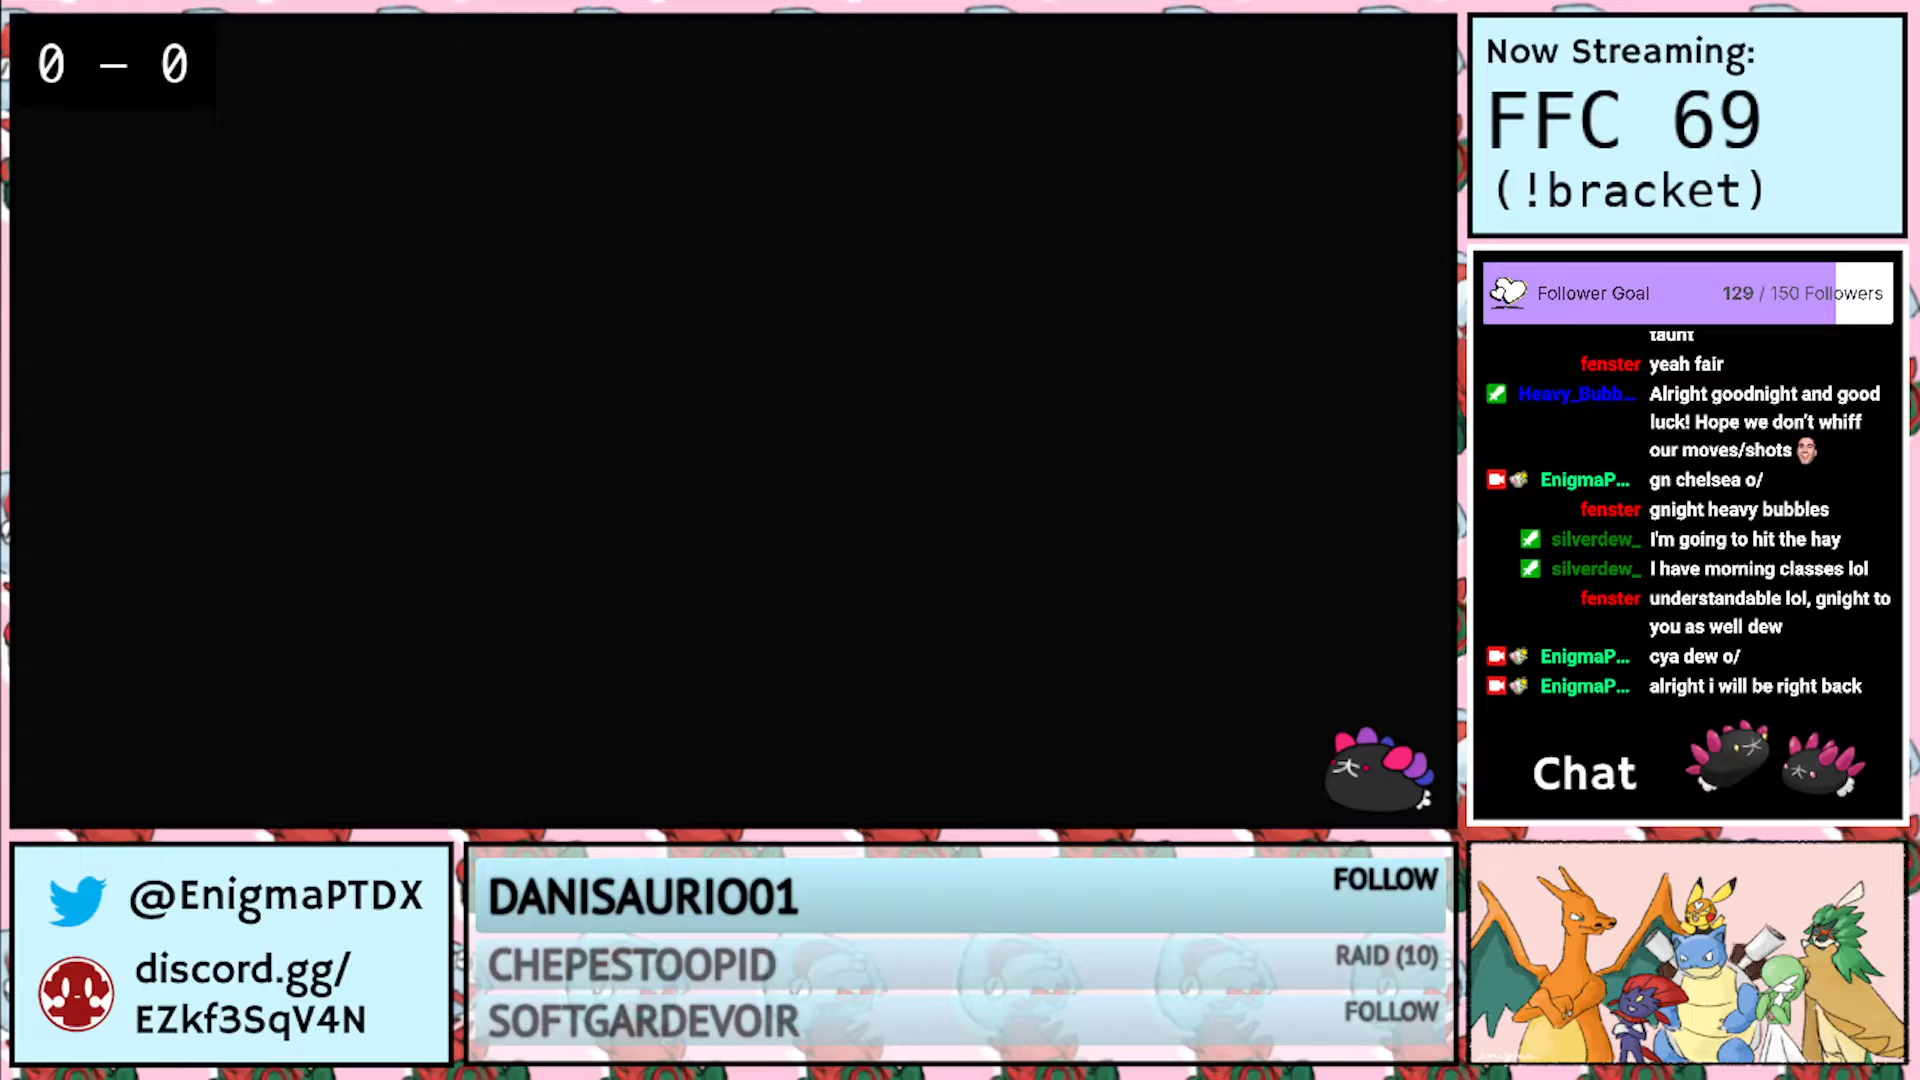 0 – 0
Now Streaming:
FFC 69
(!bracket)
Follower Goal 129 / 150 Followers
taunt
fenster yeah fair
Heavy_Bubb... Alright goodnight and good
luck! Hope we don't whiff
our moves/shots
EnigmaP... gn chelsea o/
fenster gnight heavy bubbles
silverdew_ I'm going to hit the hay
silverdew_ I have morning classes lol
fenster understandable lol, gnight to
you as well dew
EnigmaP... cya dew o/
EnigmaP... alright i will be right back
Chat
@EnigmaPTDX
discord.gg/
EZkf3SqV4N
DANISAURIO01 FOLLOW
CHEPESTOOPID RAID (10)
SOFTGARDEVOIR FOLLOW